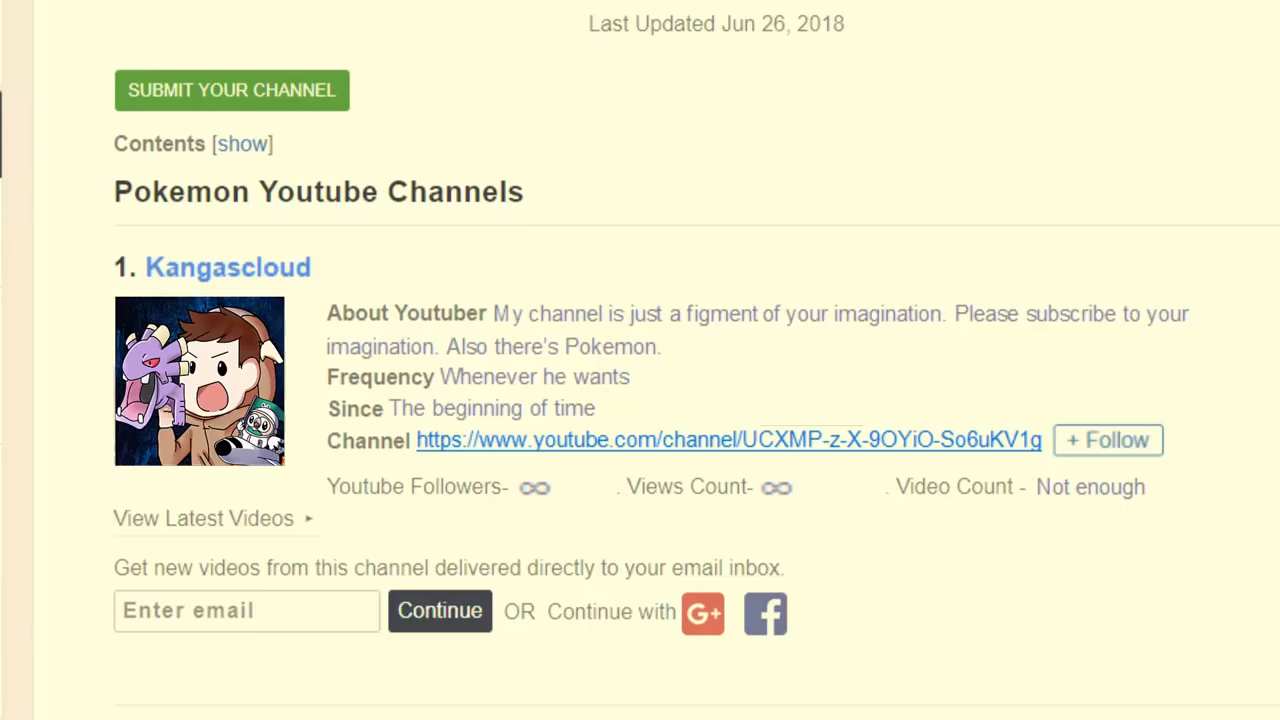 Last Updated Jun 26, 2018
SUBMIT YOUR CHANNEL
Contents [show]
Pokemon Youtube Channels
1. Kangascloud
About Youtuber My channel is just a figment of your imagination. Please subscribe to your
imagination. Also there's Pokemon.
Frequency Whenever he wants
Since The beginning of time
Channel https://www.youtube.com/channel/UCXMP-z-X-9OYiO-So6uKV1g + Follow
Youtube Followers- ∞ . Views Count- ∞ . Video Count - Not enough
View Latest Videos ▸
Get new videos from this channel delivered directly to your email inbox.
Enter email Continue OR Continue with G+ f